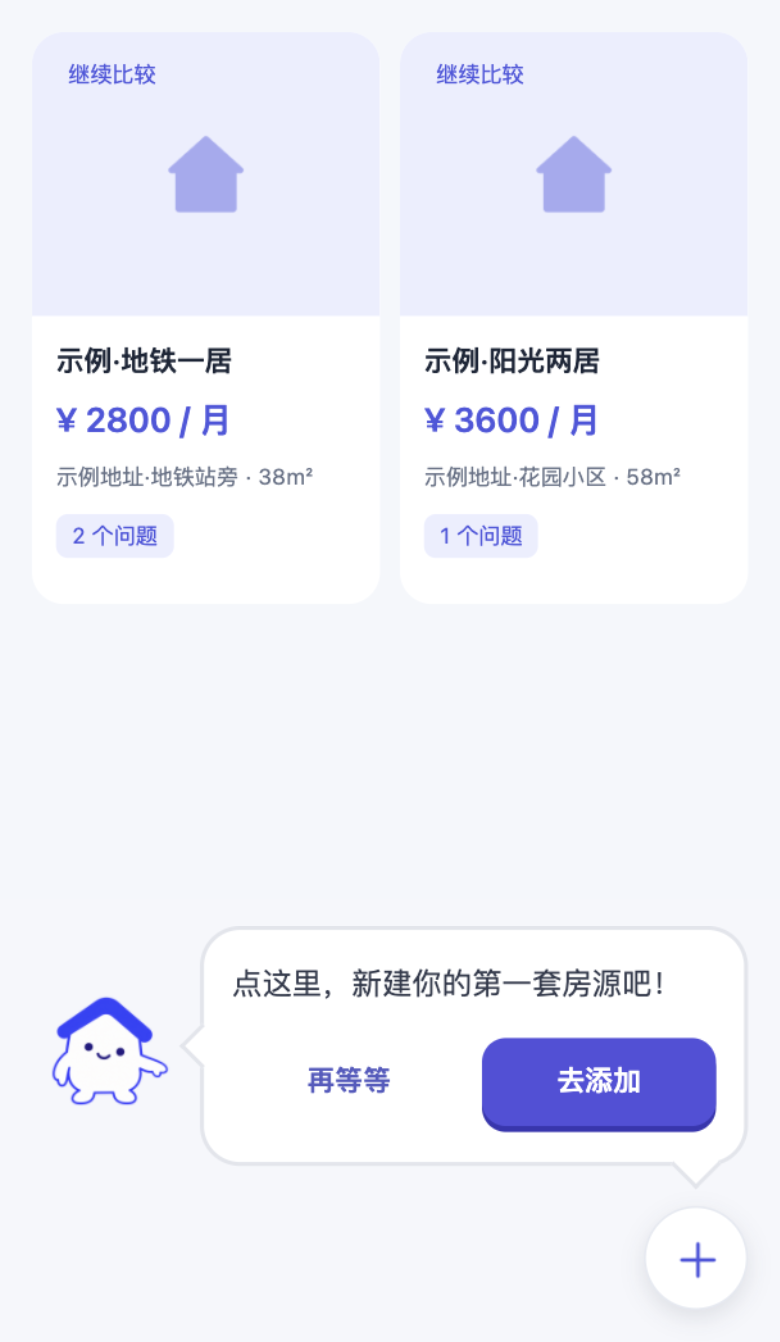 继续比较
继续比较
示例·地铁一居
¥ 2800 / 月
示例地址·地铁站旁 · 38m²
2 个问题
示例·阳光两居
¥ 3600 / 月
示例地址·花园小区 · 58m²
1 个问题
点这里，新建你的第一套房源吧！
再等等
去添加